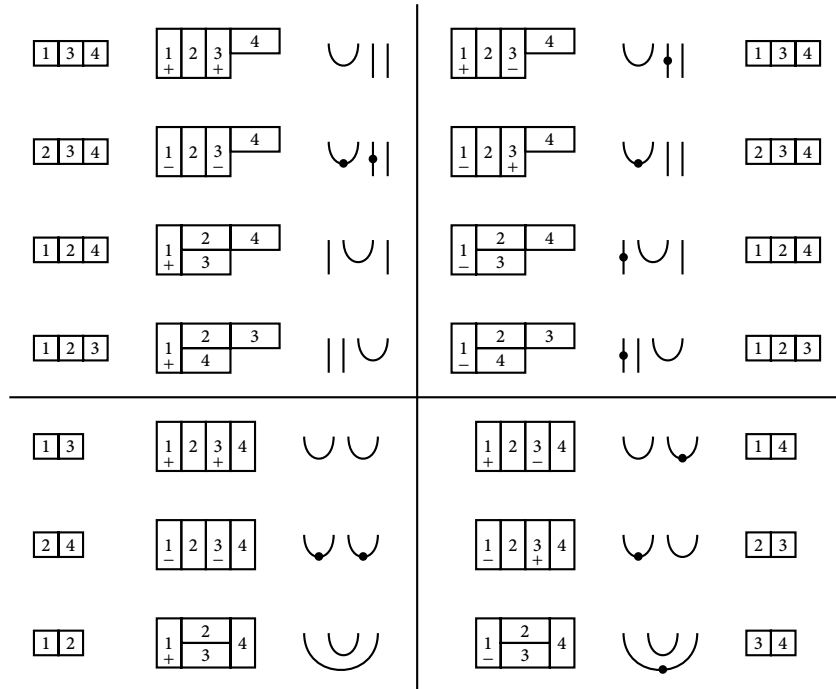 1 3 4 1 2 3 4 1 2 3 4 1 3 4
+ + + −
2 3 4 1 2 3 4 1 2 3 4 2 3 4
− − − +
1 2 4 1 2 4 1 2 4 1 2 4
3 3
+ −
1 2 3 1 2 3 1 2 3 1 2 3
4 4
+ −
1 3 1 2 3 4 1 2 3 4 1 4
+ + + −
2 4 1 2 3 4 1 2 3 4 2 3
− − − +
1 2 1 2 4 1 2 4 3 4
3 3
+ −